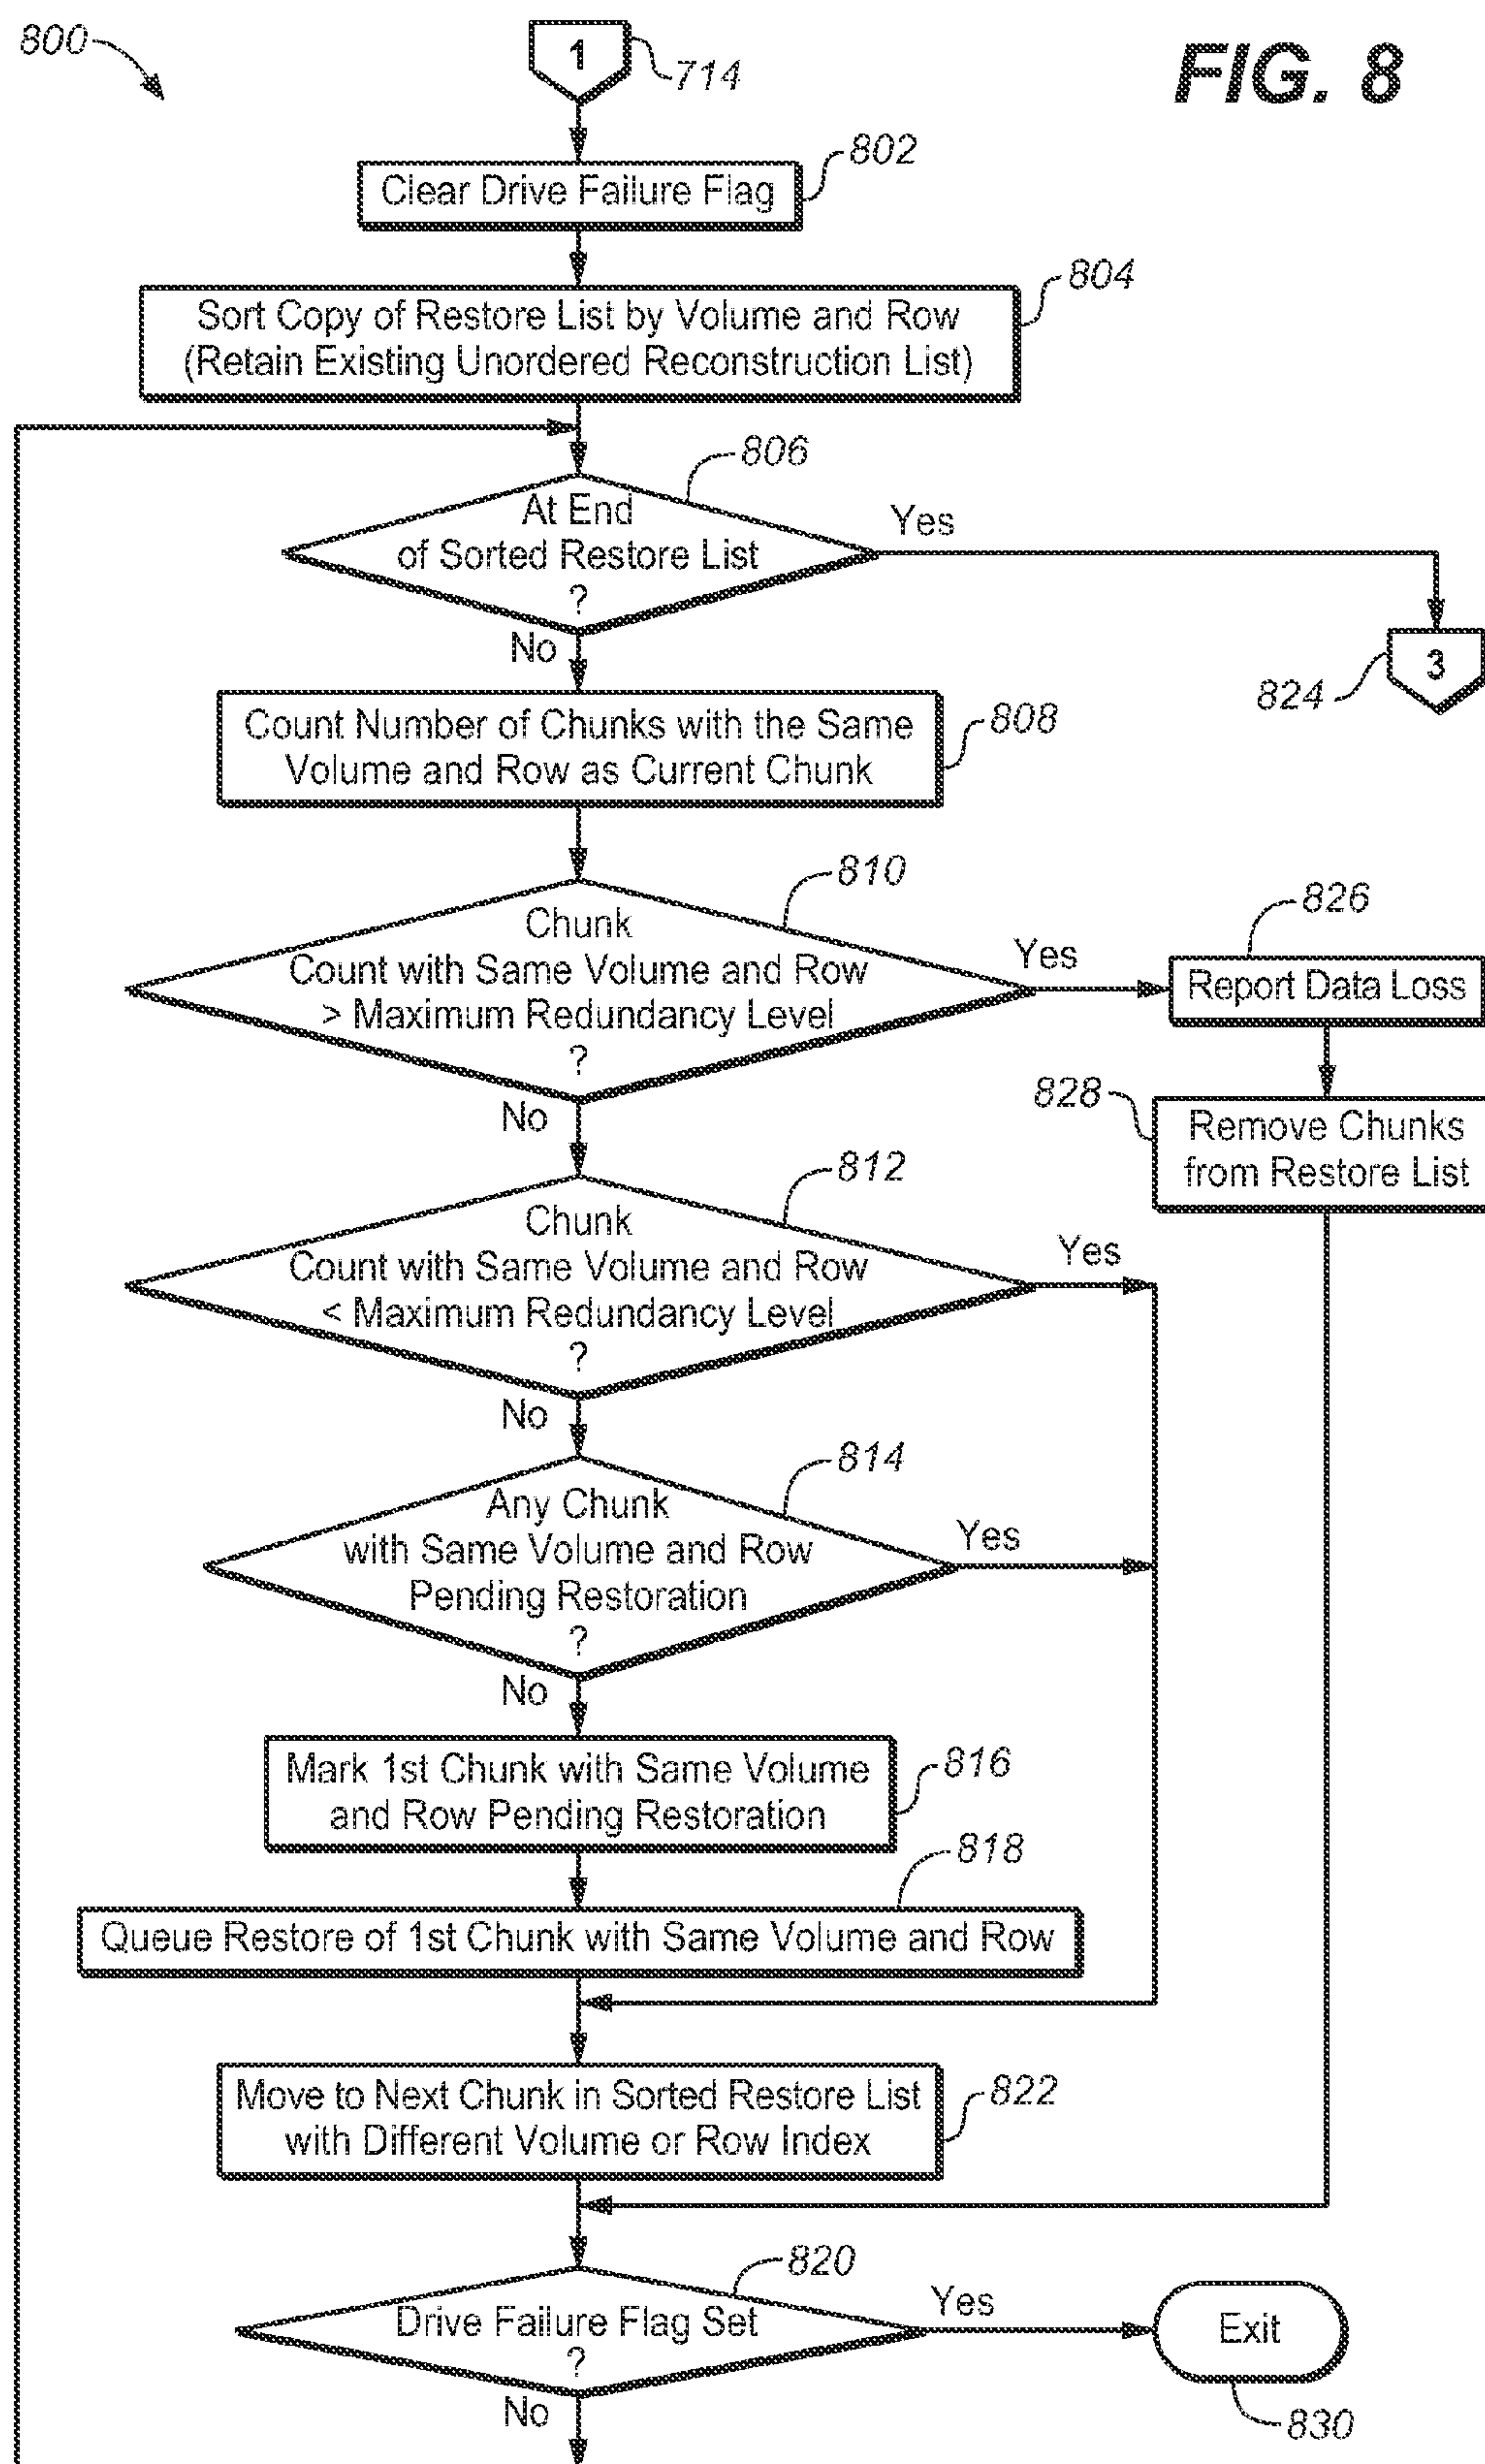 800
1
714
FIG. 8
802
Clear Drive Failure Flag
804
Sort Copy of Restore List by Volume and Row
(Retain Existing Unordered Reconstruction List)
806
At End
of Sorted Restore List
?
Yes
No
3
824
808
Count Number of Chunks with the Same
Volume and Row as Current Chunk
810
Chunk
Count with Same Volume and Row
> Maximum Redundancy Level
?
Yes
No
826
Report Data Loss
828
Remove Chunks
from Restore List
812
Chunk
Count with Same Volume and Row
< Maximum Redundancy Level
?
Yes
No
814
Any Chunk
with Same Volume and Row
Pending Restoration
?
Yes
No
816
Mark 1st Chunk with Same Volume
and Row Pending Restoration
818
Queue Restore of 1st Chunk with Same Volume and Row
822
Move to Next Chunk in Sorted Restore List
with Different Volume or Row Index
820
Drive Failure Flag Set
?
Yes
No
Exit
830